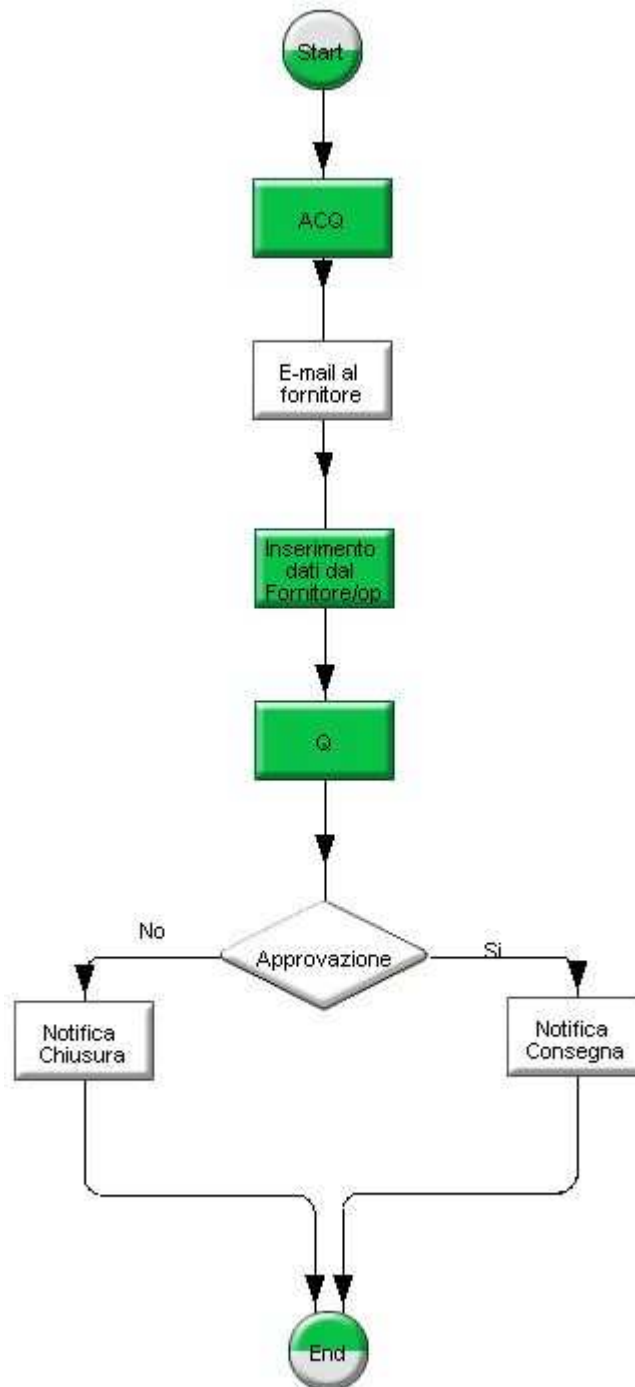 Start
ACQ
E-mail al
fornitore
Inserimento
dati dal
Fornitore/op
Q
Approvazione
No
Si
Notifica
Chiusura
Notifica
Consegna
End